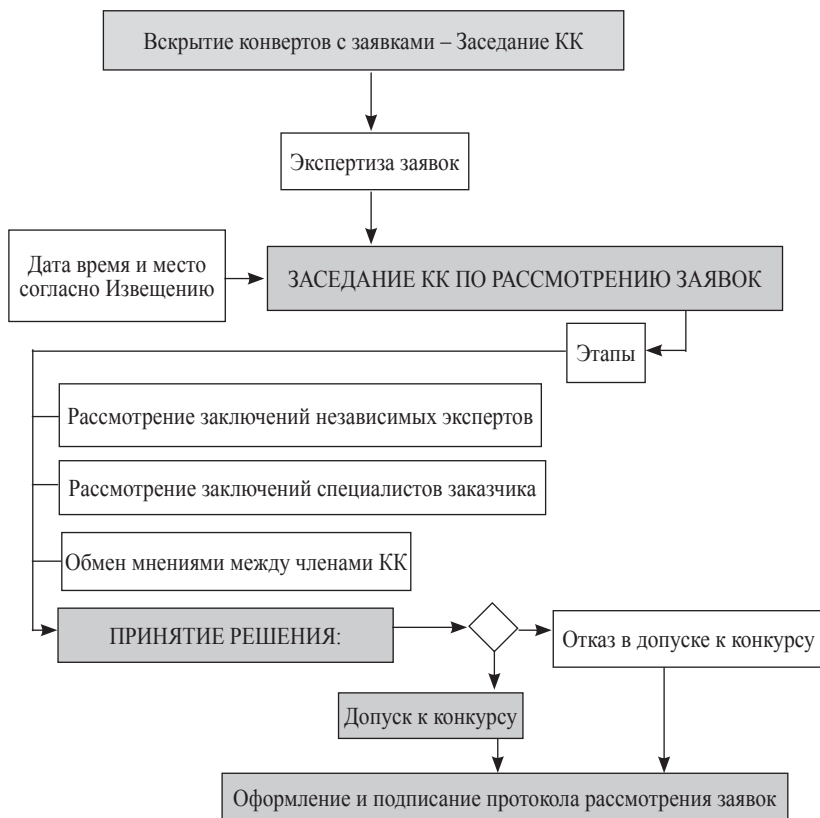 Вскрытие конвертов с заявками – Заседание КК
Экспертиза заявок
Дата время и место
согласно Извещению
ЗАСЕДАНИЕ КК ПО РАССМОТРЕНИЮ ЗАЯВОК
Этапы
Рассмотрение заключений независимых экспертов
Рассмотрение заключений специалистов заказчика
Обмен мнениями между членами КК
ПРИНЯТИЕ РЕШЕНИЯ:
Отказ в допуске к конкурсу
Допуск к конкурсу
Оформление и подписание протокола рассмотрения заявок